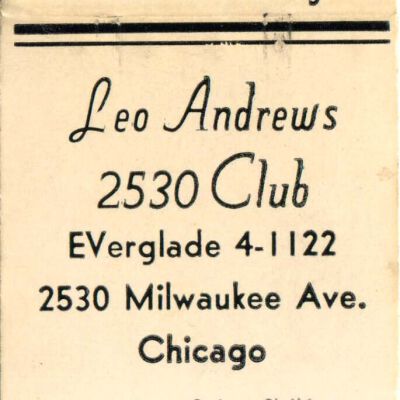 Leo Andrews
2530 Club
EVerglade 4-1122
2530 Milwaukee Ave.
Chicago